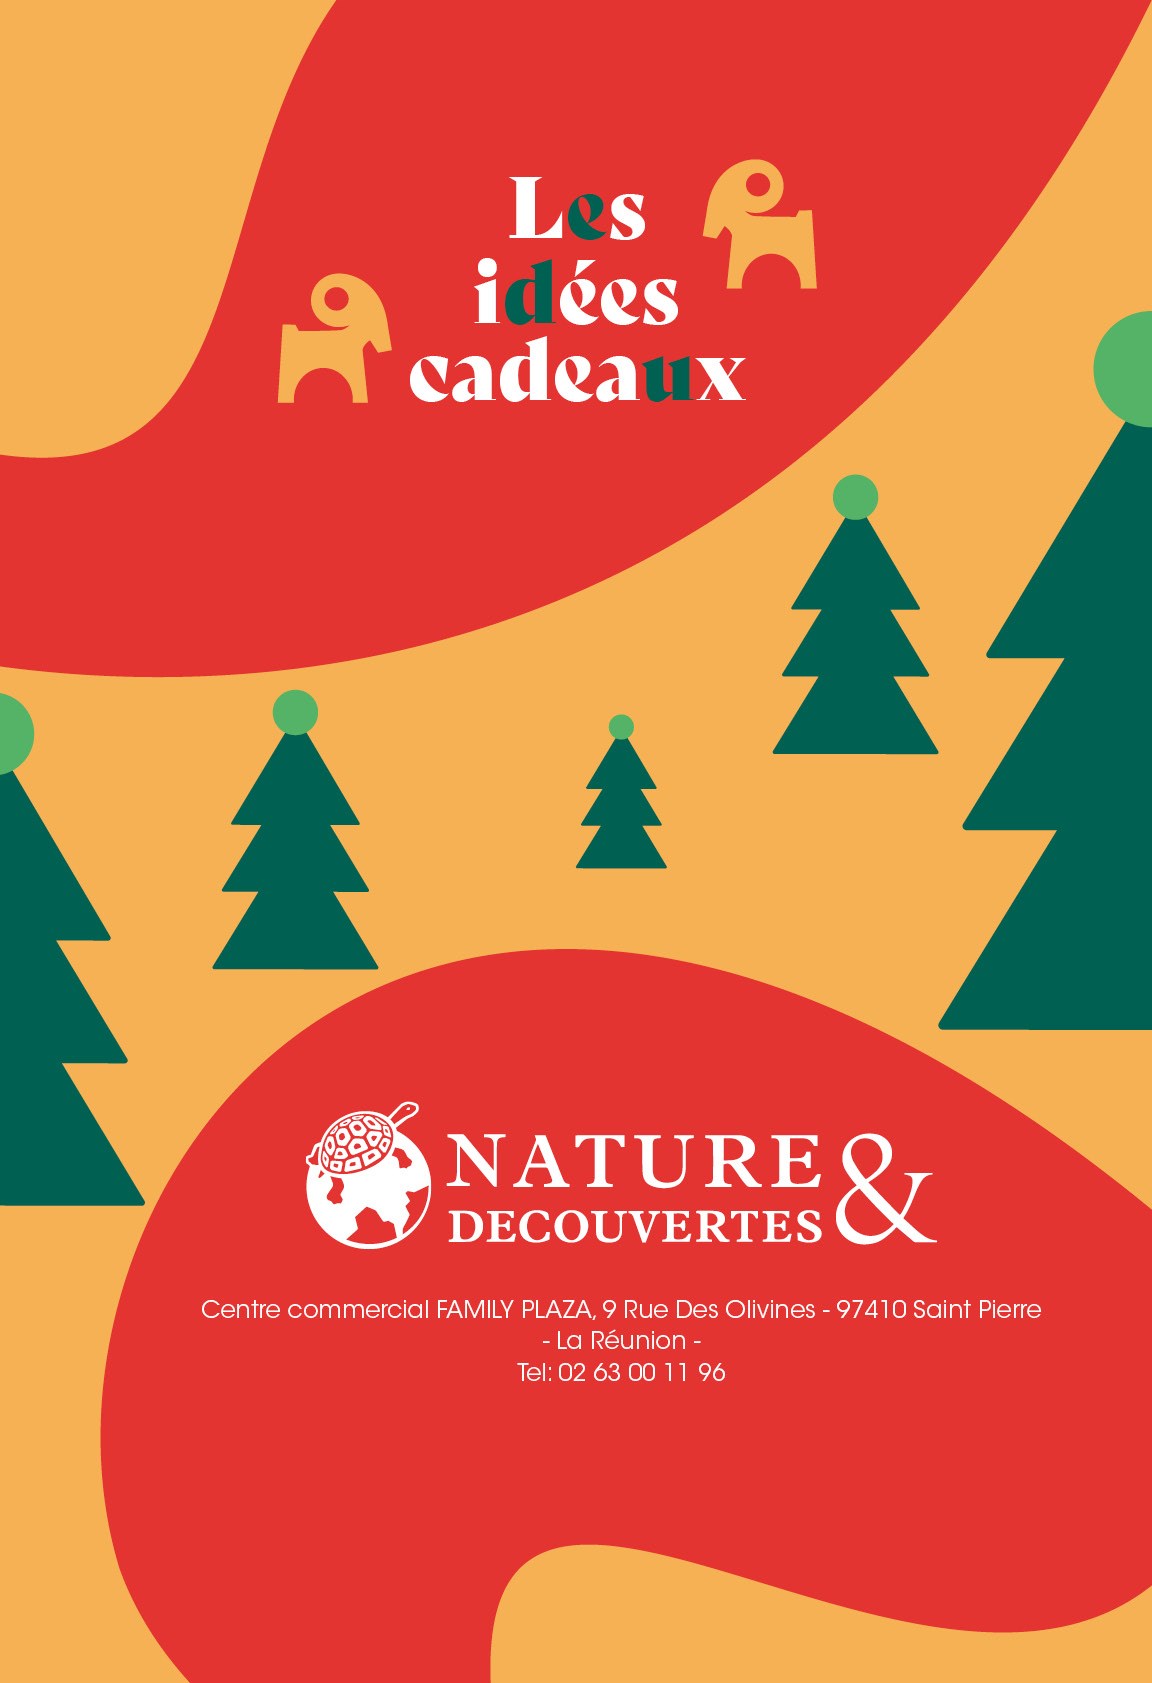 Les
idées
cadeaux
NATURE &
DECOUVERTES
Centre commercial FAMILY PLAZA, 9 Rue Des Olivines - 97410 Saint Pierre
- La Réunion -
Tel: 02 63 00 11 96